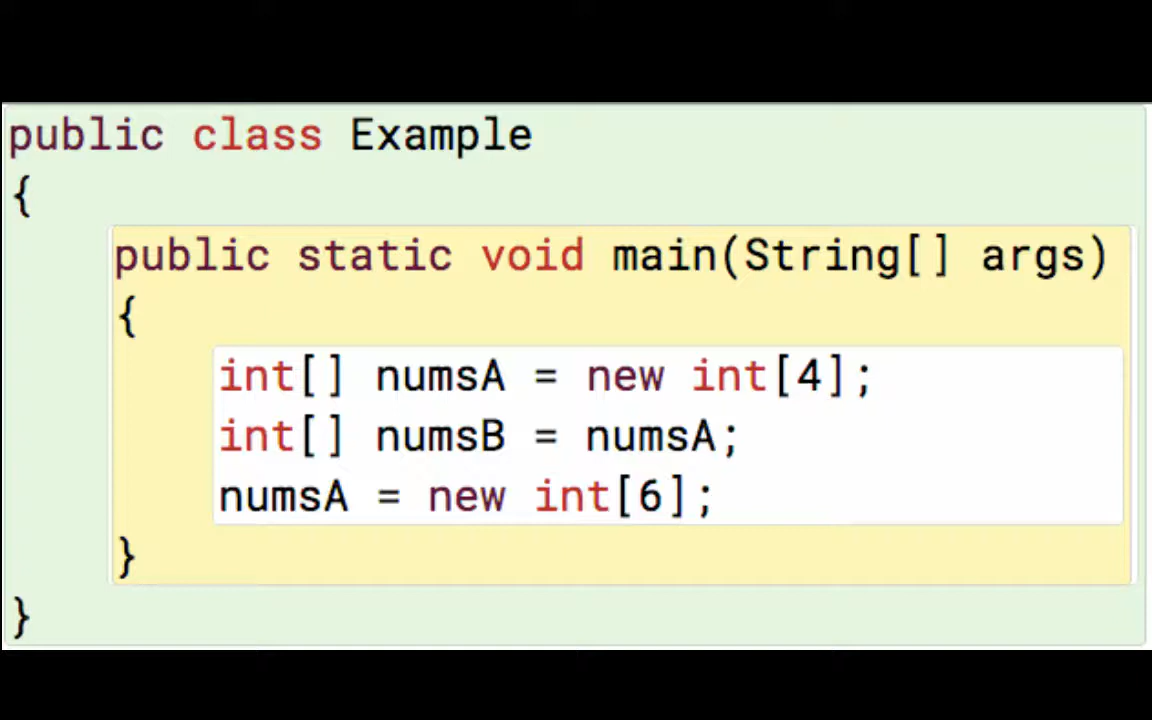 public class Example
{
public static void main(String[] args)
{
int[] numsA = new int[4];
int[] numsB = numsA;
numsA = new int[6];
}
}